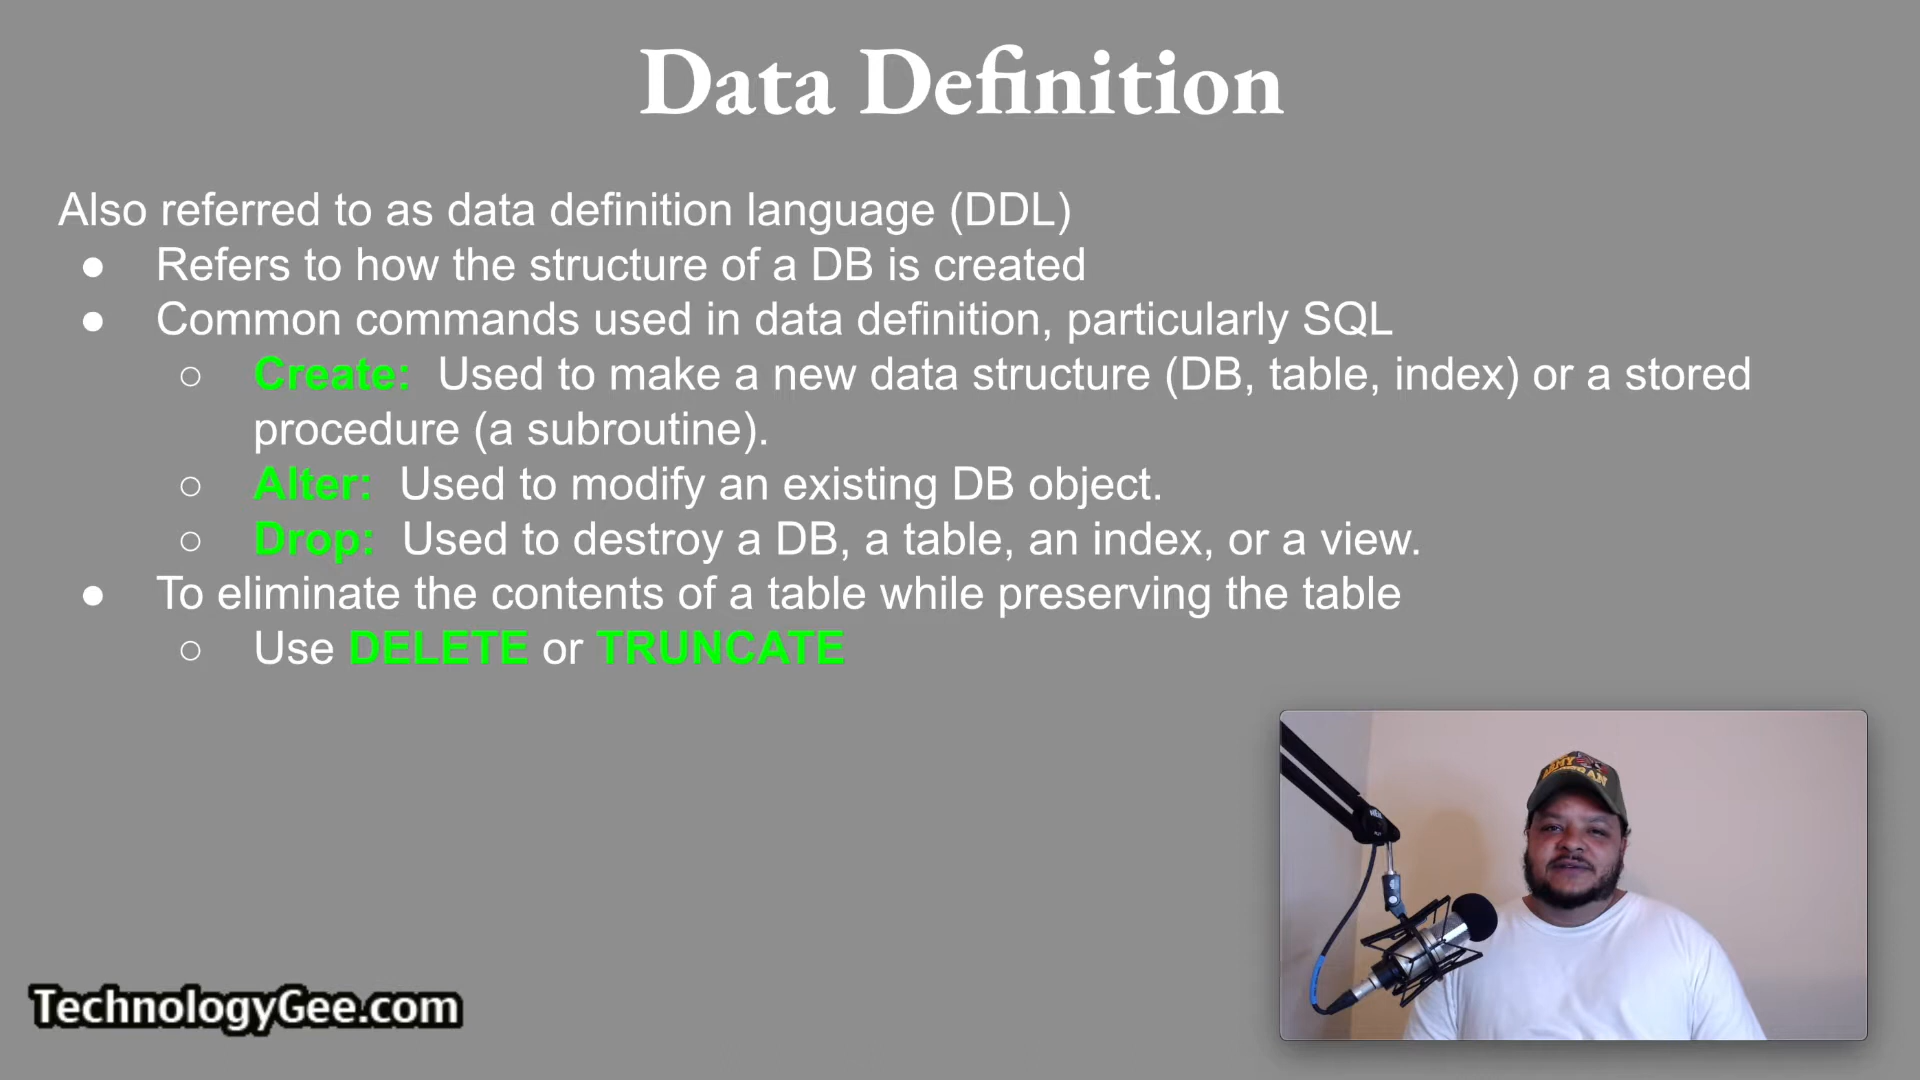 Data Definition
Also referred to as data definition language (DDL)
● Refers to how the structure of a DB is created
● Common commands used in data definition, particularly SQL
○ Create: Used to make a new data structure (DB, table, index) or a stored
procedure (a subroutine).
○ Alter: Used to modify an existing DB object.
○ Drop: Used to destroy a DB, a table, an index, or a view.
● To eliminate the contents of a table while preserving the table
○ Use DELETE or TRUNCATE
ARMY
TechnologyGee.com